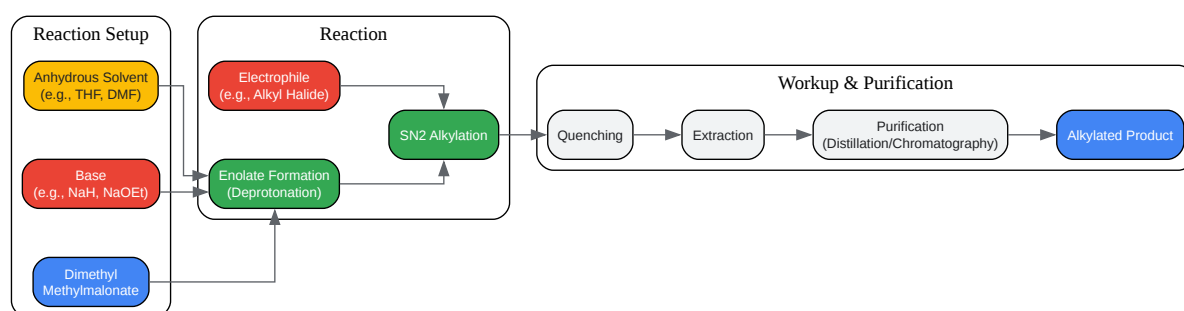 Reaction Setup
Anhydrous Solvent
(e.g., THF, DMF)
Base
(e.g., NaH, NaOEt)
Dimethyl
Methylmalonate
Reaction
Electrophile
(e.g., Alkyl Halide)
SN2 Alkylation
Enolate Formation
(Deprotonation)
Workup & Purification
Quenching
Extraction
Purification
(Distillation/Chromatography)
Alkylated Product